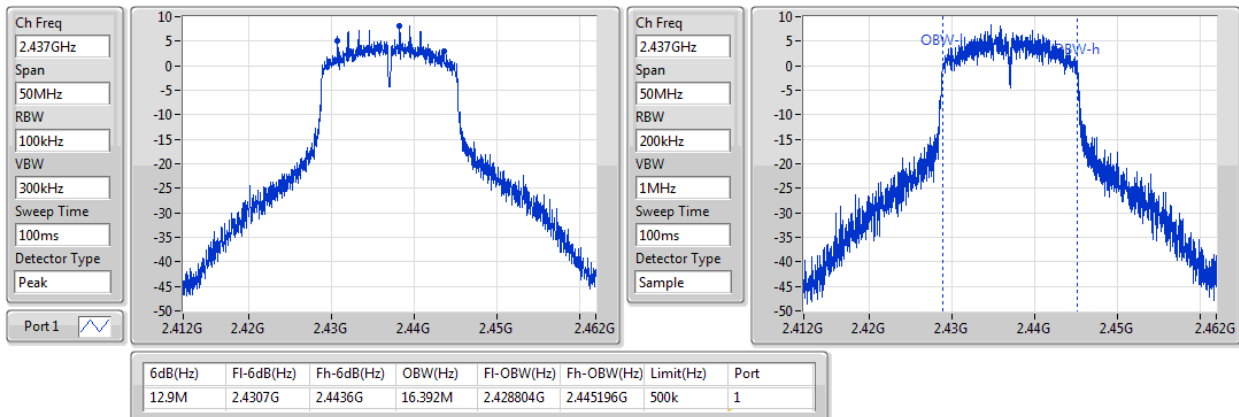 Ch Freq
2.437GHz
Span
50MHz
RBW
100kHz
VBW
300kHz
Sweep Time
100ms
Detector Type
Peak
Port 1
10
5
0
-5
-10
-15
-20
-25
-30
-35
-40
-45
-50
2.412G 2.42G 2.43G 2.44G 2.45G 2.462G
Ch Freq
2.437GHz
Span
50MHz
RBW
200kHz
VBW
1MHz
Sweep Time
100ms
Detector Type
Sample
10
5
0
-5
-10
-15
-20
-25
-30
-35
-40
-45
-50
OBW-l
OBW-h
2.412G 2.42G 2.43G 2.44G 2.45G 2.462G
6dB(Hz) Fl-6dB(Hz) Fh-6dB(Hz) OBW(Hz) Fl-OBW(Hz) Fh-OBW(Hz) Limit(Hz) Port
12.9M 2.4307G 2.4436G 16.392M 2.428804G 2.445196G 500k 1